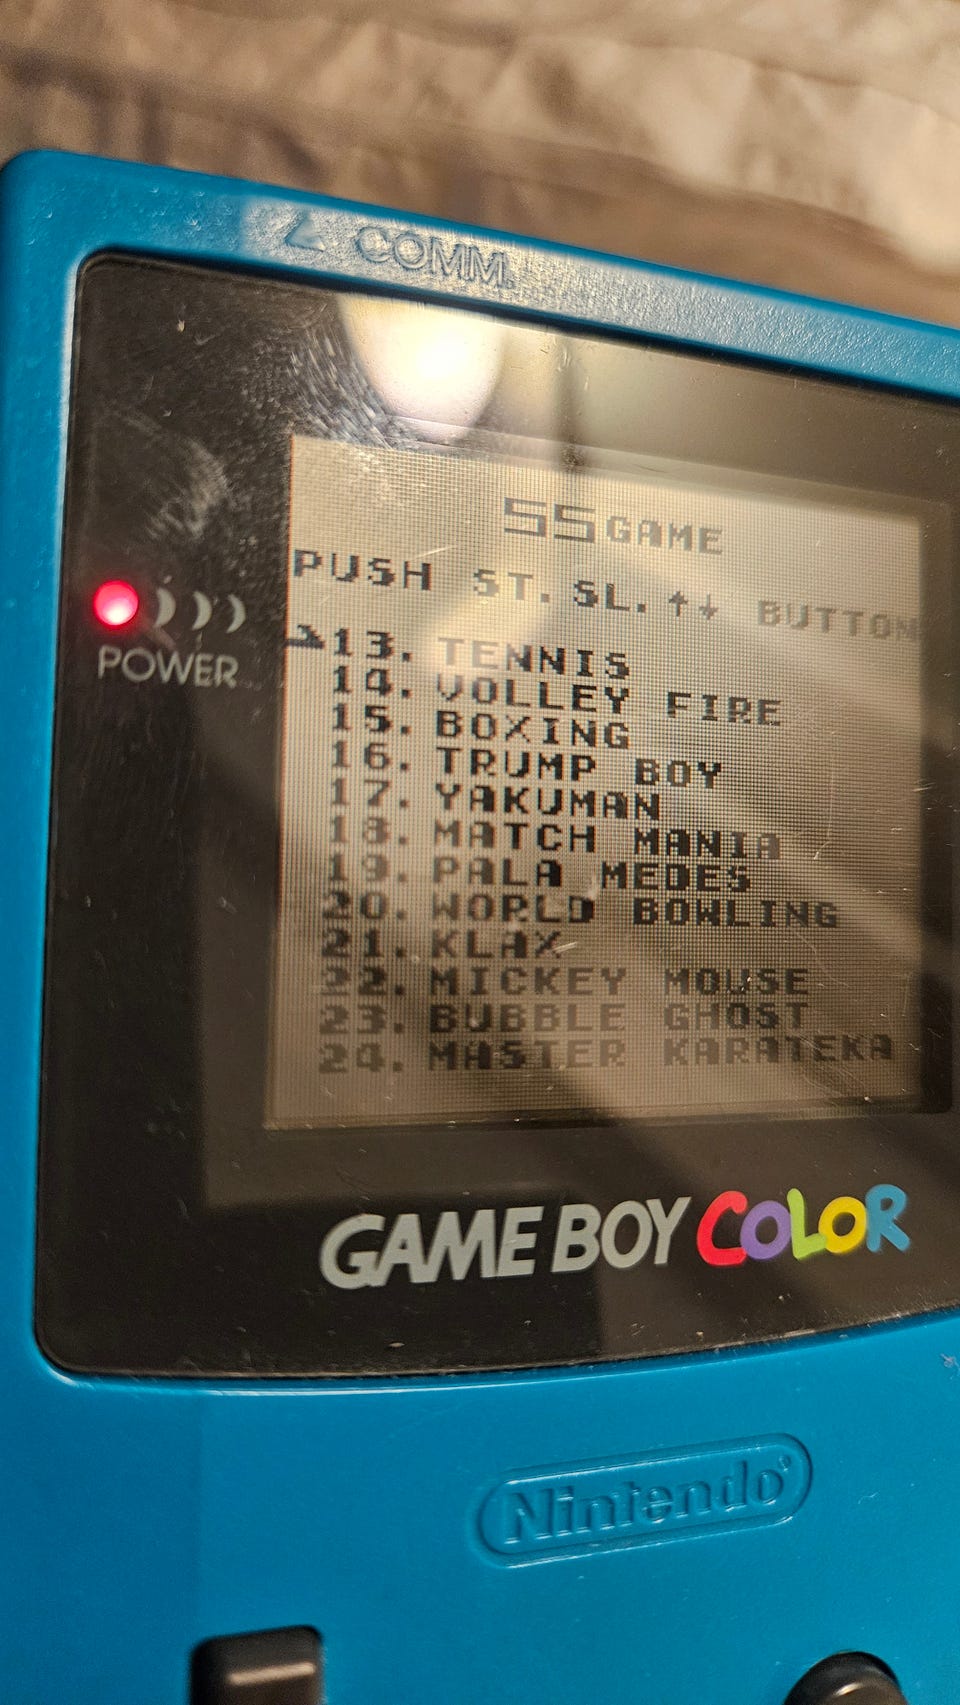 COMM.
55 GAME
PUSH ST. SL. ↑↓ BUTTON
13. TENNIS
14. VOLLEY FIRE
15. BOXING
16. TRUMP BOY
17. YAKUMAN
18. MATCH MANIA
19. PALA MEDES
20. WORLD BOWLING
21. KLAX
22. MICKEY MOUSE
23. BUBBLE GHOST
24. MASTER KARATEKA
POWER
GAME BOY COLOR
Nintendo®